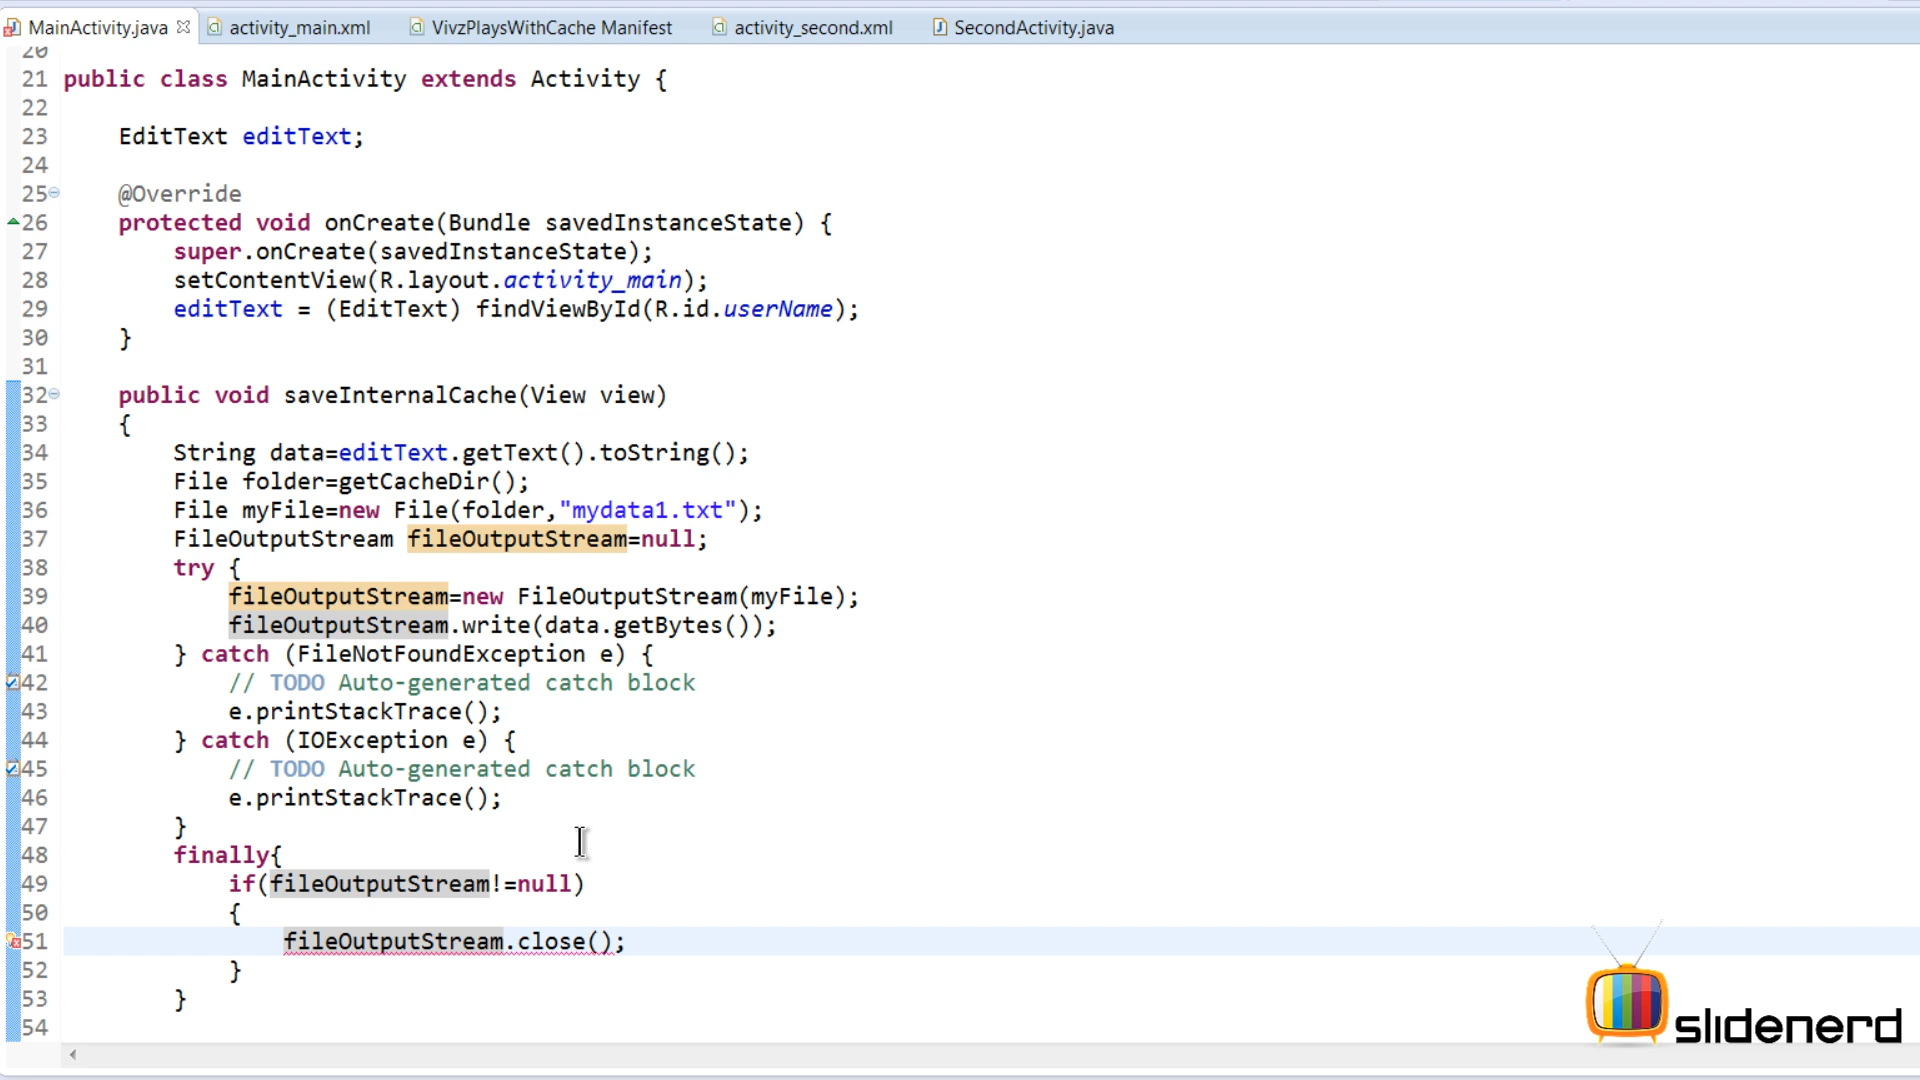 MainActivity.java activity_main.xml VivzPlaysWithCache Manifest activity_second.xml SecondActivity.java
20
21 public class MainActivity extends Activity {
22
23     EditText editText;
24
25     @Override
26     protected void onCreate(Bundle savedInstanceState) {
27         super.onCreate(savedInstanceState);
28         setContentView(R.layout.activity_main);
29         editText = (EditText) findViewById(R.id.userName);
30     }
31
32     public void saveInternalCache(View view)
33     {
34         String data=editText.getText().toString();
35         File folder=getCacheDir();
36         File myFile=new File(folder,"mydata1.txt");
37         FileOutputStream fileOutputStream=null;
38         try {
39             fileOutputStream=new FileOutputStream(myFile);
40             fileOutputStream.write(data.getBytes());
41         } catch (FileNotFoundException e) {
42             // TODO Auto-generated catch block
43             e.printStackTrace();
44         } catch (IOException e) {
45             // TODO Auto-generated catch block
46             e.printStackTrace();
47         }
48         finally{
49             if(fileOutputStream!=null)
50             {
51                 fileOutputStream.close();
52             }
53         }
54
slidenerd